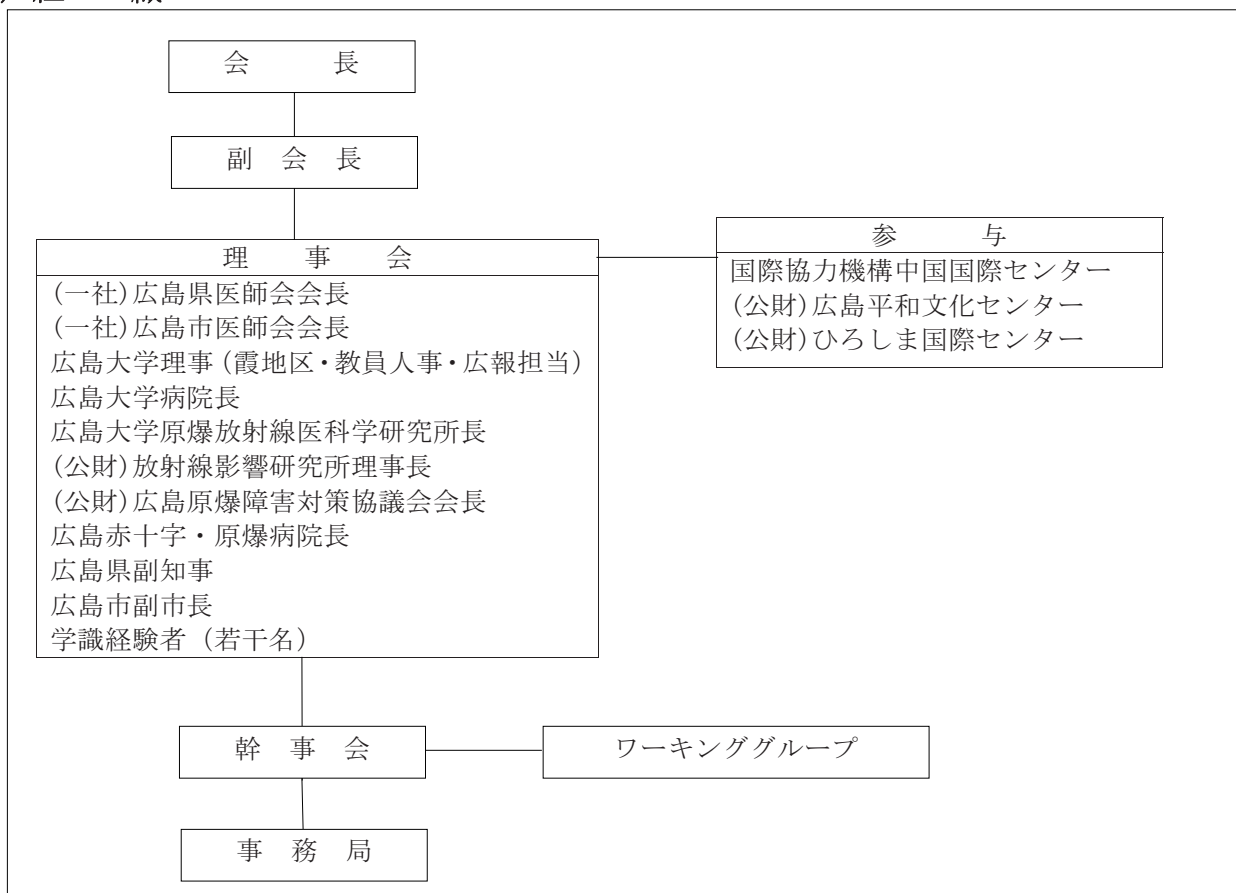 会長
副会長
理事会
(一社)広島県医師会会長
(一社)広島市医師会会長
広島大学理事(霞地区・教員人事・広報担当)
広島大学病院長
広島大学原爆放射線医科学研究所長
(公財)放射線影響研究所理事長
(公財)広島原爆障害対策協議会会長
広島赤十字・原爆病院長
広島県副知事
広島市副市長
学識経験者(若干名)
参与
国際協力機構中国国際センター
(公財)広島平和文化センター
(公財)ひろしま国際センター
幹事会
ワーキンググループ
事務局